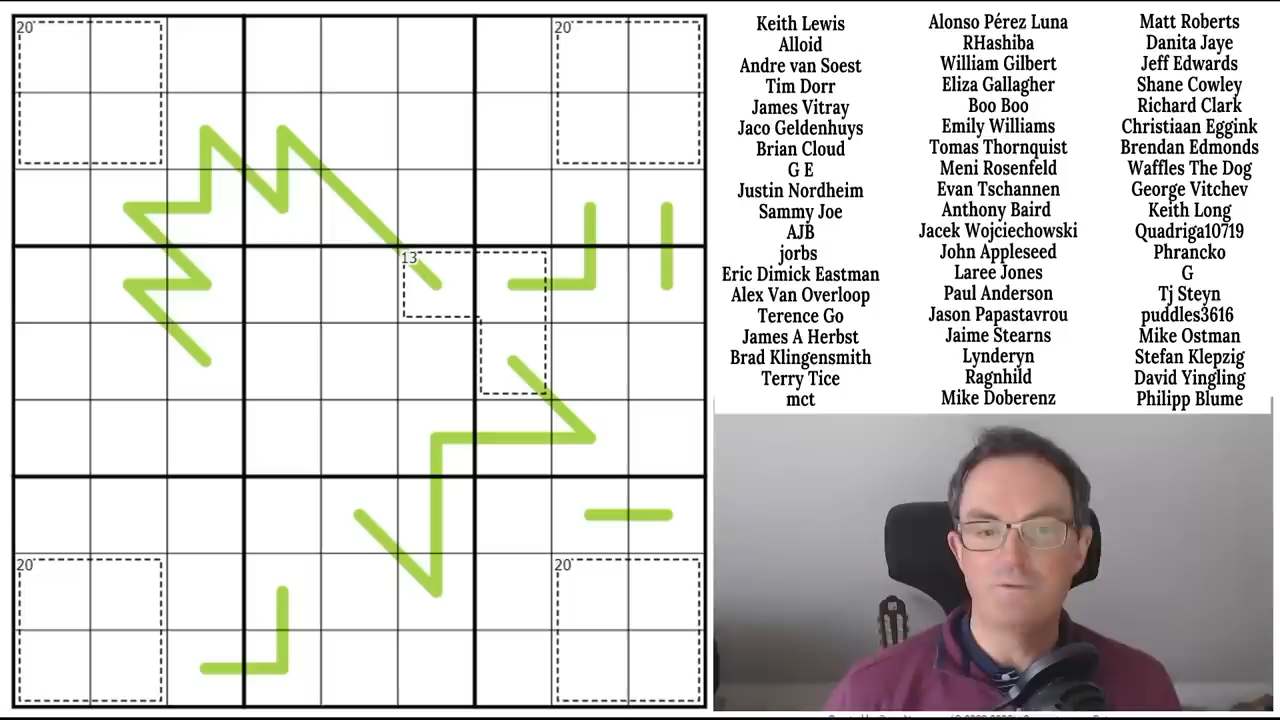 20
20
13
20
20
Keith Lewis
Alloid
Andre van Soest
Tim Dorr
James Vitray
Jaco Geldenhuys
Brian Cloud
G E
Justin Nordheim
Sammy Joe
AJB
jorbs
Eric Dimick Eastman
Alex Van Overloop
Terence Go
James A Herbst
Brad Klingensmith
Terry Tice
mct
Alonso Pérez Luna
RHashiba
William Gilbert
Eliza Gallagher
Boo Boo
Emily Williams
Tomas Thornquist
Meni Rosenfeld
Evan Tschannen
Anthony Baird
Jacek Wojciechowski
John Appleseed
Laree Jones
Paul Anderson
Jason Papastavrou
Jaime Stearns
Lynderyn
Ragnhild
Mike Doberenz
Matt Roberts
Danita Jaye
Jeff Edwards
Shane Cowley
Richard Clark
Christiaan Eggink
Brendan Edmonds
Waffles The Dog
George Vitchev
Keith Long
Quadriga10719
Phrancko
G
Tj Steyn
puddles3616
Mike Ostman
Stefan Klepzig
David Yingling
Philipp Blume